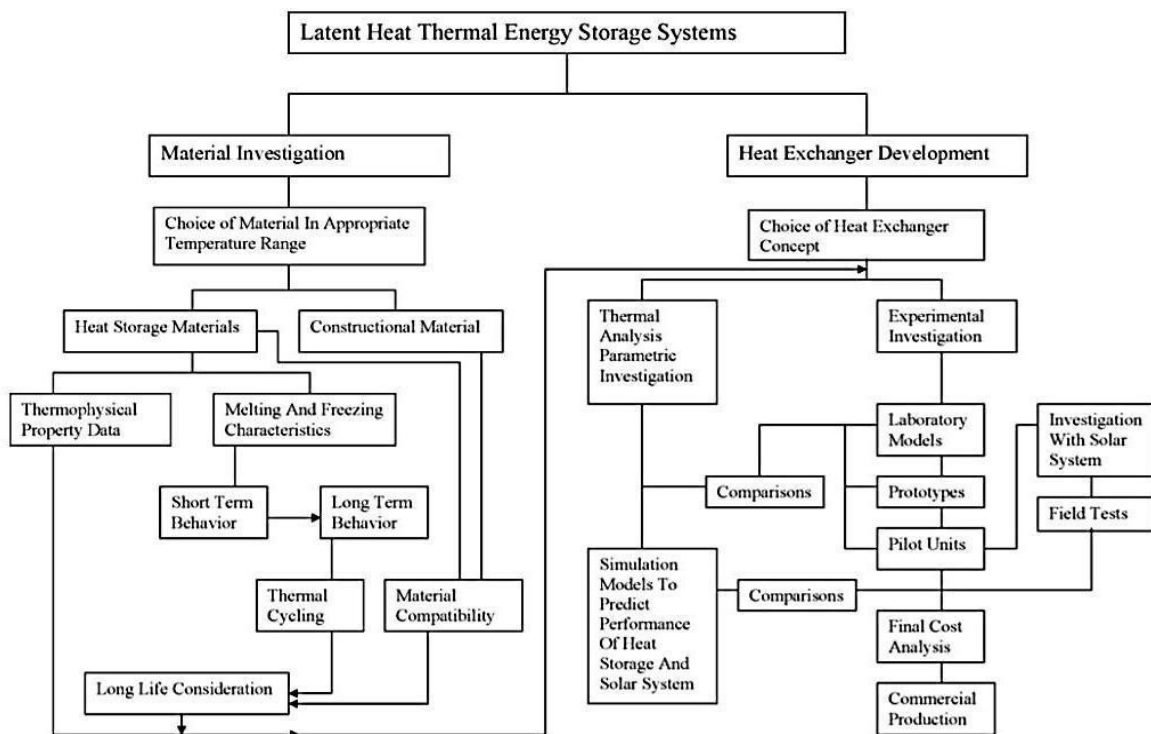 Latent Heat Thermal Energy Storage Systems
Material Investigation
Heat Exchanger Development
Choice of Material In Appropriate
Temperature Range
Choice of Heat Exchanger
Concept
Heat Storage Materials
Constructional Material
Thermal
Analysis
Parametric
Investigation
Experimental
Investigation
Thermophysical
Property Data
Melting And Freezing
Characteristics
Laboratory
Models
Investigation
With Solar
System
Short Term
Behavior
Long Term
Behavior
Comparisons
Prototypes
Field Tests
Pilot Units
Thermal
Cycling
Material
Compatibility
Simulation
Models To
Predict
Performance
Of Heat
Storage And
Solar System
Comparisons
Final Cost
Analysis
Long Life Consideration
Commercial
Production